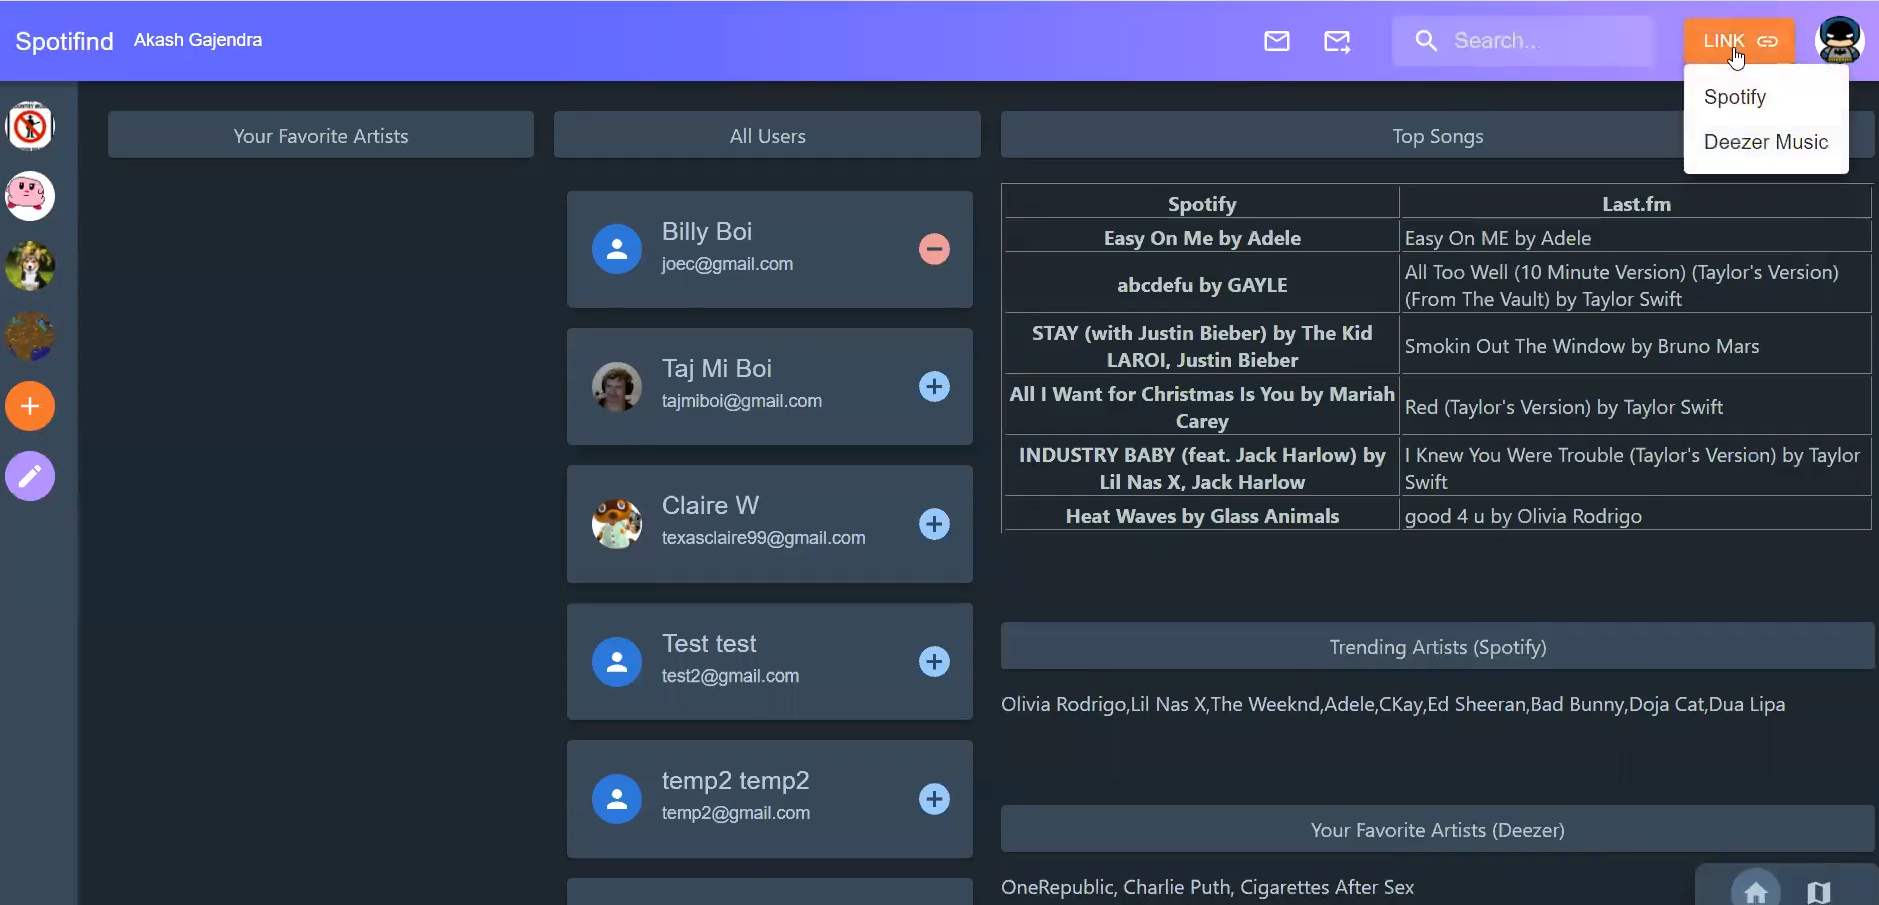 Spotifind Akash Gajendra
Search...
LINK
Spotify
Deezer Music
Your Favorite Artists
All Users
Billy Boi
joec@gmail.com
Taj Mi Boi
tajmiboi@gmail.com
Claire W
texasclaire99@gmail.com
Test test
test2@gmail.com
temp2 temp2
temp2@gmail.com
Top Songs
Spotify Last.fm
Easy On Me by Adele
Easy On ME by Adele
abcdefu by GAYLE
All Too Well (10 Minute Version) (Taylor's Version)
(From The Vault) by Taylor Swift
STAY (with Justin Bieber) by The Kid
LAROI, Justin Bieber
Smokin Out The Window by Bruno Mars
All I Want for Christmas Is You by Mariah
Carey
Red (Taylor's Version) by Taylor Swift
INDUSTRY BABY (feat. Jack Harlow) by
Lil Nas X, Jack Harlow
I Knew You Were Trouble (Taylor's Version) by Taylor
Swift
Heat Waves by Glass Animals
good 4 u by Olivia Rodrigo
Trending Artists (Spotify)
Olivia Rodrigo,Lil Nas X,The Weeknd,Adele,CKay,Ed Sheeran,Bad Bunny,Doja Cat,Dua Lipa
Your Favorite Artists (Deezer)
OneRepublic, Charlie Puth, Cigarettes After Sex